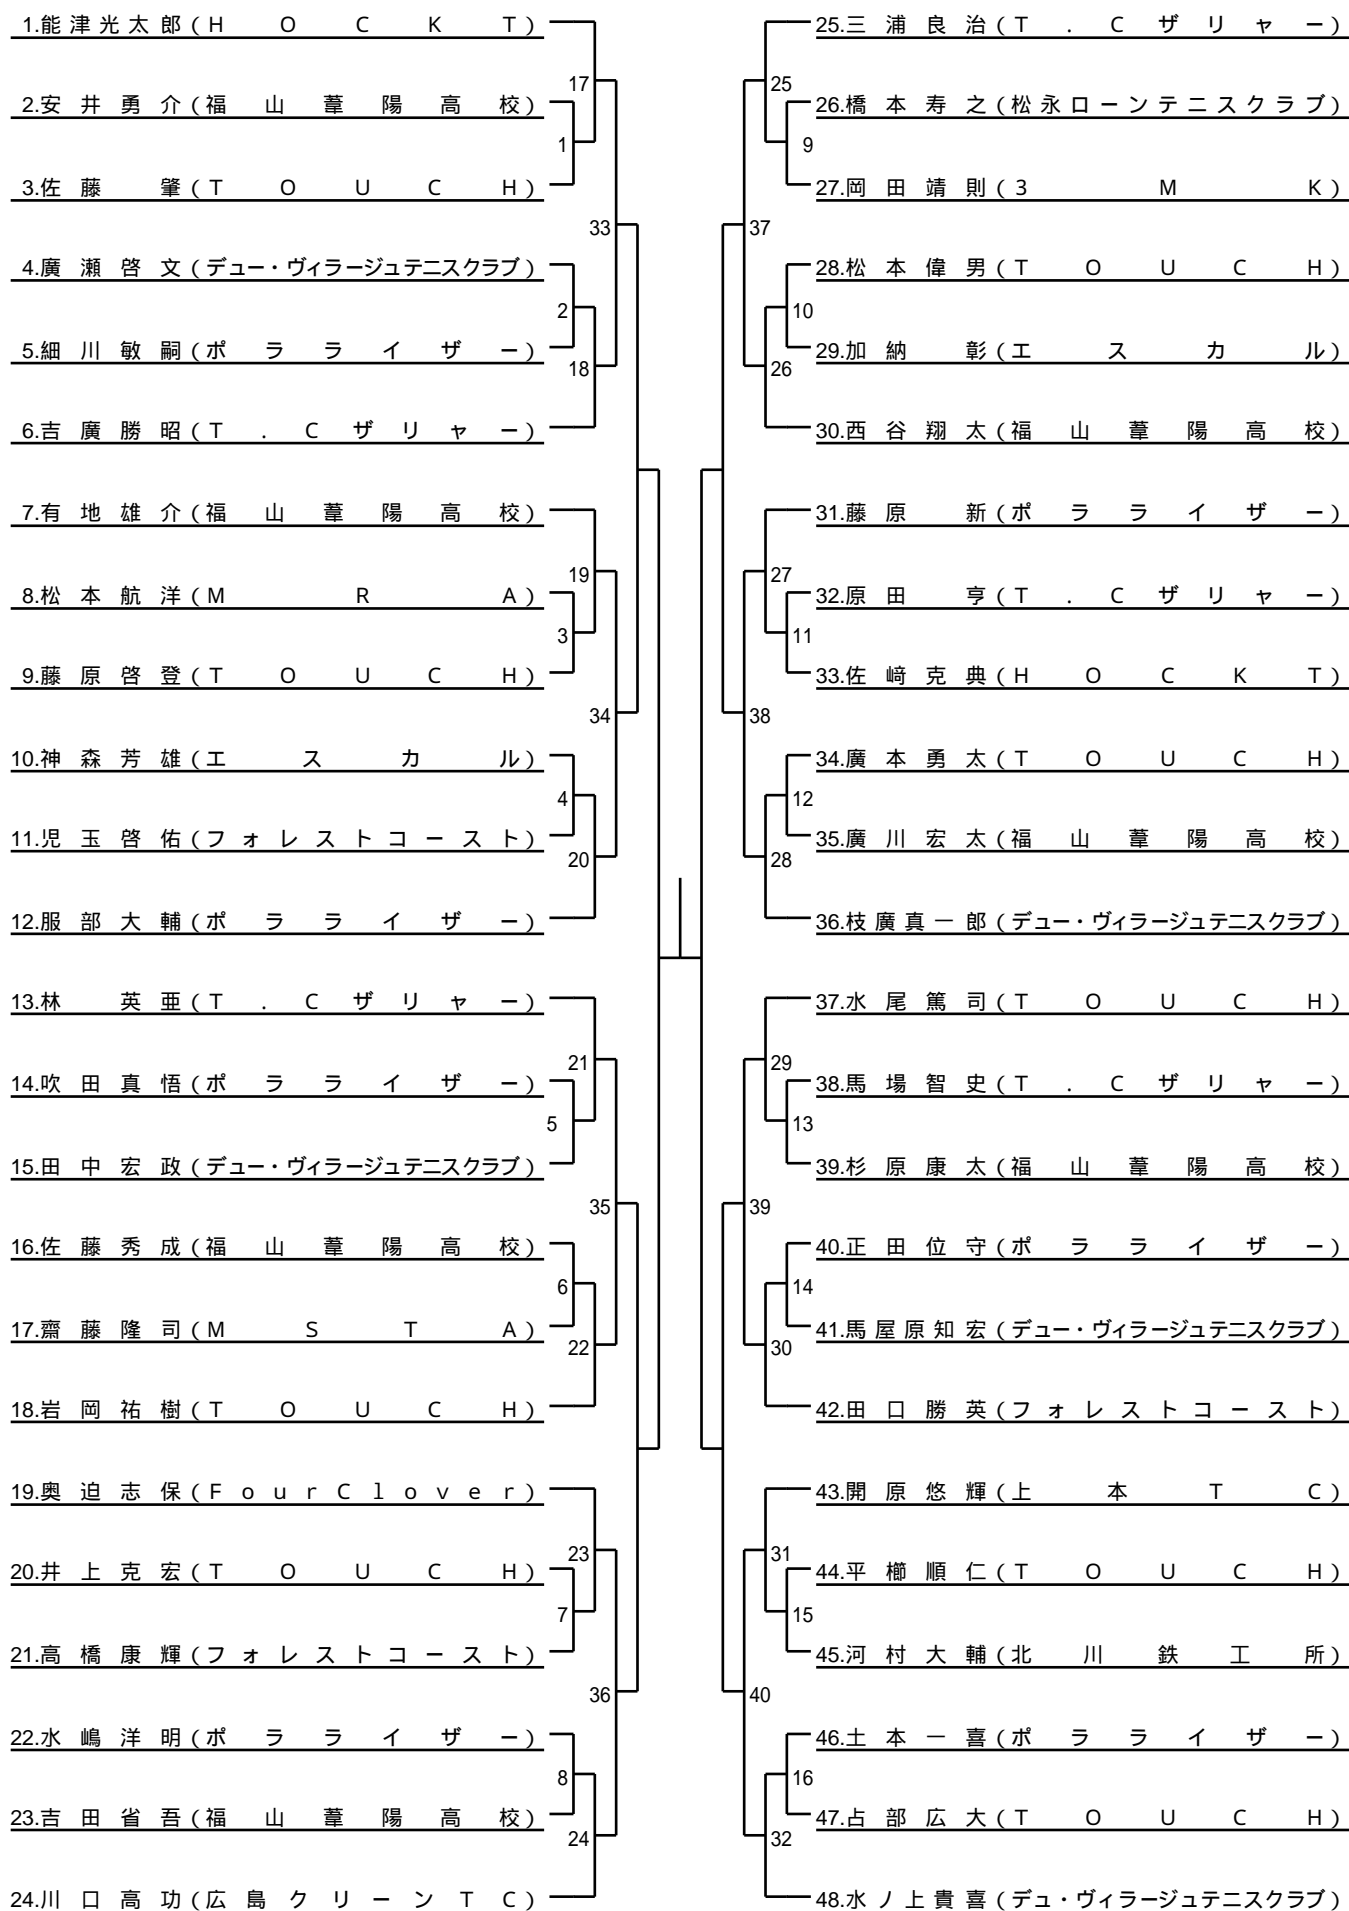 1.能津光太郎(HOCKT)
17
2.安井勇介(福山葦陽高校)
1
3.佐藤 肇(TOUCH)
33
4.廣瀬啓文(デュー・ヴィラージュテニスクラブ)
2
5.細川敏嗣(ポラライザー)
18
6.吉廣勝昭(T.Cザリャー)
7.有地雄介(福山葦陽高校)
19
8.松本航洋(MRA)
3
9.藤原啓登(TOUCH)
34
10.神森芳雄(エスカル)
4
11.児玉啓佑(フォレストコースト)
20
12.服部大輔(ポラライザー)
13.林 英亜(T.Cザリャー)
21
14.吹田真悟(ポラライザー)
5
15.田中宏政(デュー・ヴィラージュテニスクラブ)
35
16.佐藤秀成(福山葦陽高校)
6
17.齋藤隆司(MSTA)
22
18.岩岡祐樹(TOUCH)
19.奥迫志保(FourClover)
23
20.井上克宏(TOUCH)
7
21.高橋康輝(フォレストコースト)
36
22.水嶋洋明(ポラライザー)
8
23.吉田省吾(福山葦陽高校)
24
24.川口高功(広島クリーンTC)
25.三浦良治(T.Cザリャー)
25
26.橋本寿之(松永ローンテニスクラブ)
9
27.岡田靖則(3MK)
37
28.松本偉男(TOUCH)
10
29.加納 彰(エスカル)
26
30.西谷翔太(福山葦陽高校)
31.藤原 新(ポラライザー)
27
32.原田 亨(T.Cザリャー)
11
33.佐﨑克典(HOCKT)
38
34.廣本勇太(TOUCH)
12
35.廣川宏太(福山葦陽高校)
28
36.枝廣真一郎(デュー・ヴィラージュテニスクラブ)
37.水尾篤司(TOUCH)
29
38.馬場智史(T.Cザリャー)
13
39.杉原康太(福山葦陽高校)
39
40.正田位守(ポラライザー)
14
41.馬屋原知宏(デュー・ヴィラージュテニスクラブ)
30
42.田口勝英(フォレストコースト)
43.開原悠輝(上本TC)
31
44.平櫛順仁(TOUCH)
15
45.河村大輔(北川鉄工所)
40
46.土本一喜(ポラライザー)
16
47.占部広大(TOUCH)
32
48.水ノ上貴喜(デュ・ヴィラージュテニスクラブ)